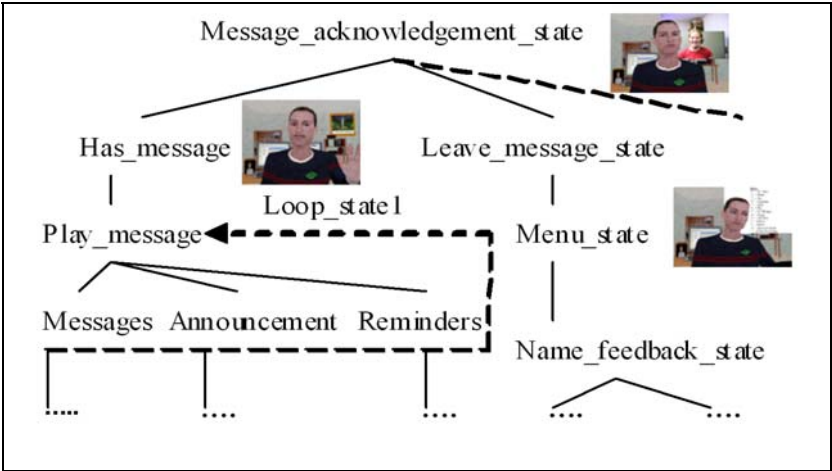 Message_acknowledgement_state
Has_message
Leave_message_state
Loop_state1
Play_message
Menu_state
Messages Announcement Reminders
Name_feedback_state
..... .... .... .... ....